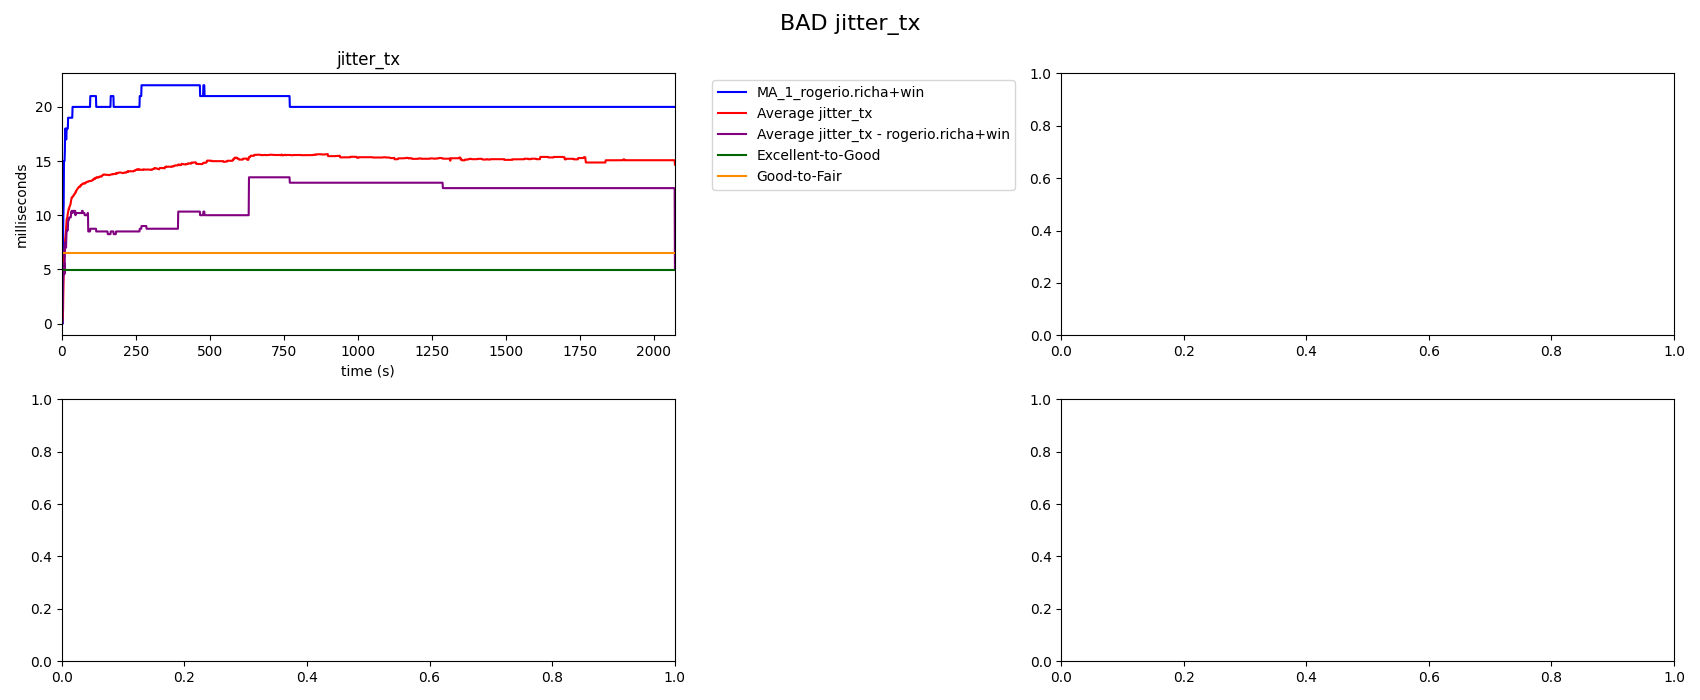 BAD jitter_tx
jitter_tx
milliseconds
20
15
10
5
0
0 250 500 750 1000 1250 1500 1750 2000
time (s)
MA_1_rogerio.richa+win
Average jitter_tx
Average jitter_tx - rogerio.richa+win
Excellent-to-Good
Good-to-Fair
1.0
0.8
0.6
0.4
0.2
0.0
0.0 0.2 0.4 0.6 0.8 1.0
1.0
0.8
0.6
0.4
0.2
0.0
0.0 0.2 0.4 0.6 0.8 1.0
1.0
0.8
0.6
0.4
0.2
0.0
0.0 0.2 0.4 0.6 0.8 1.0